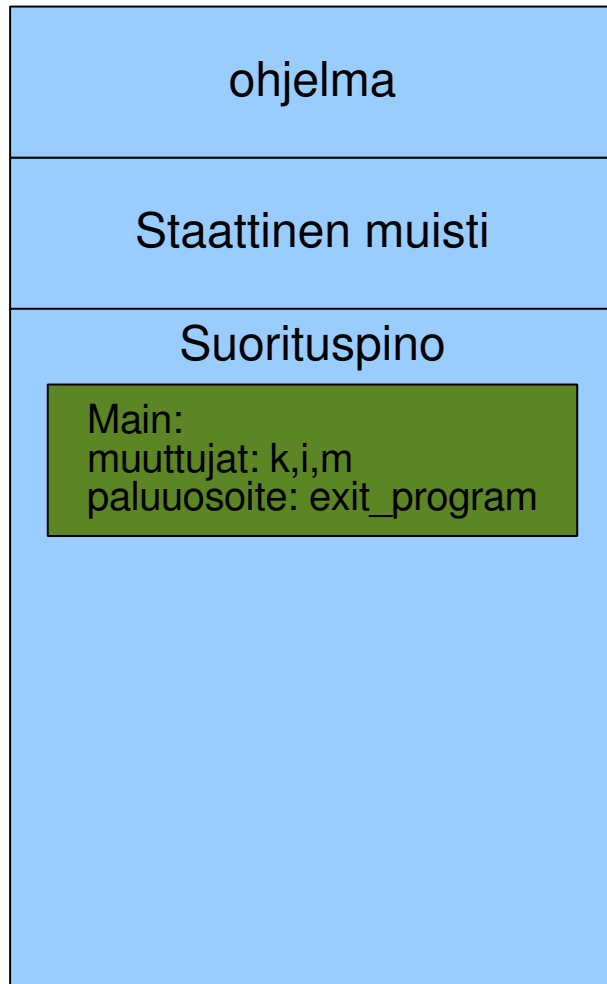 ohjelma
Staattinen muisti
Suorituspino
Main:
muuttujat: k,i,m
paluuosoite: exit_program